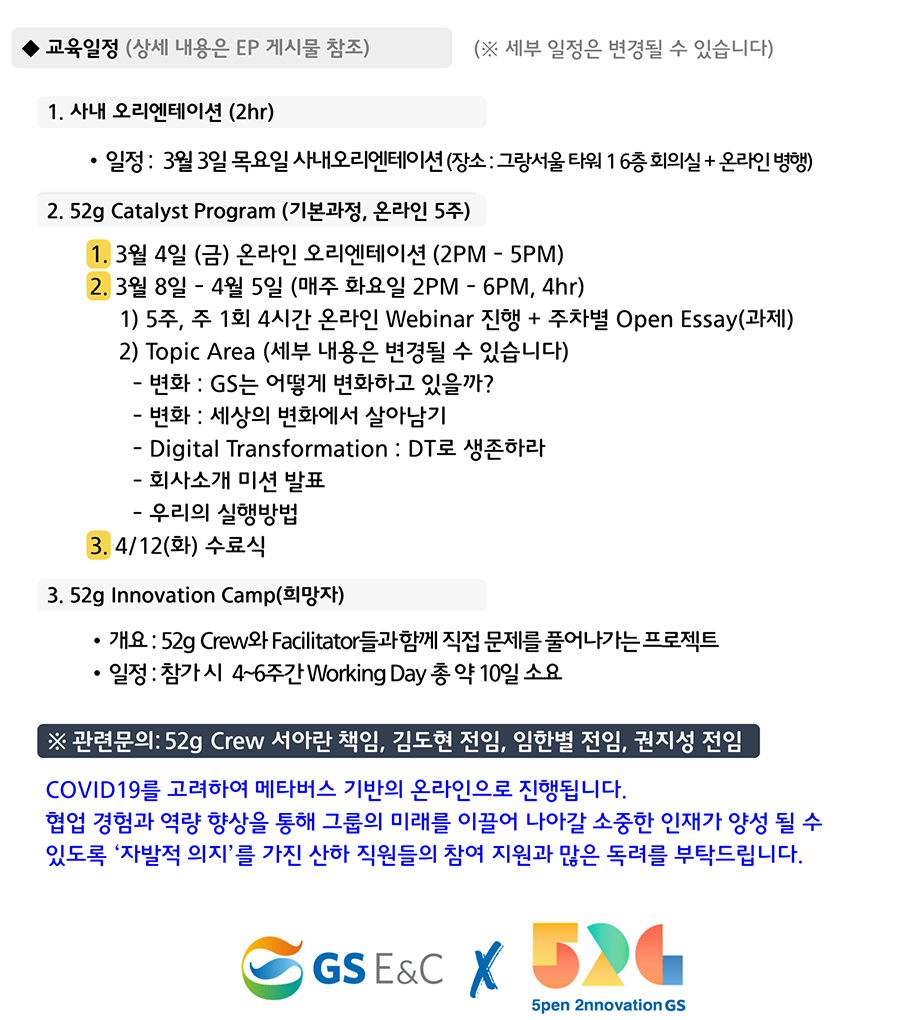 ◆ 교육일정 (상세 내용은 EP 게시물 참조) (※ 세부 일정은 변경될 수 있습니다)
1. 사내 오리엔테이션 (2hr)
• 일정 : 3월 3일 목요일 사내오리엔테이션 (장소 : 그랑서울 타워 1 6층 회의실 + 온라인 병행)
2. 52g Catalyst Program (기본과정, 온라인 5주)
1. 3월 4일 (금) 온라인 오리엔테이션 (2PM - 5PM)
2. 3월 8일 - 4월 5일 (매주 화요일 2PM - 6PM, 4hr)
1) 5주, 주 1회 4시간 온라인 Webinar 진행 + 주차별 Open Essay(과제)
2) Topic Area (세부 내용은 변경될 수 있습니다)
- 변화 : GS는 어떻게 변화하고 있을까?
- 변화 : 세상의 변화에서 살아남기
- Digital Transformation : DT로 생존하라
- 회사소개 미션 발표
- 우리의 실행방법
3. 4/12(화) 수료식
3. 52g Innovation Camp(희망자)
• 개요 : 52g Crew와 Facilitator들과 함께 직접 문제를 풀어나가는 프로젝트
• 일정 : 참가 시 4~6주간 Working Day 총 약 10일 소요
※ 관련문의: 52g Crew 서아란 책임, 김도현 전임, 임한별 전임, 권지성 전임
COVID19를 고려하여 메타버스 기반의 온라인으로 진행됩니다.
협업 경험과 역량 향상을 통해 그룹의 미래를 이끌어 나아갈 소중한 인재가 양성 될 수
있도록 ‘자발적 의지’를 가진 산하 직원들의 참여 지원과 많은 독려를 부탁드립니다.
GS E&C X 52G
5pen 2nnovation GS